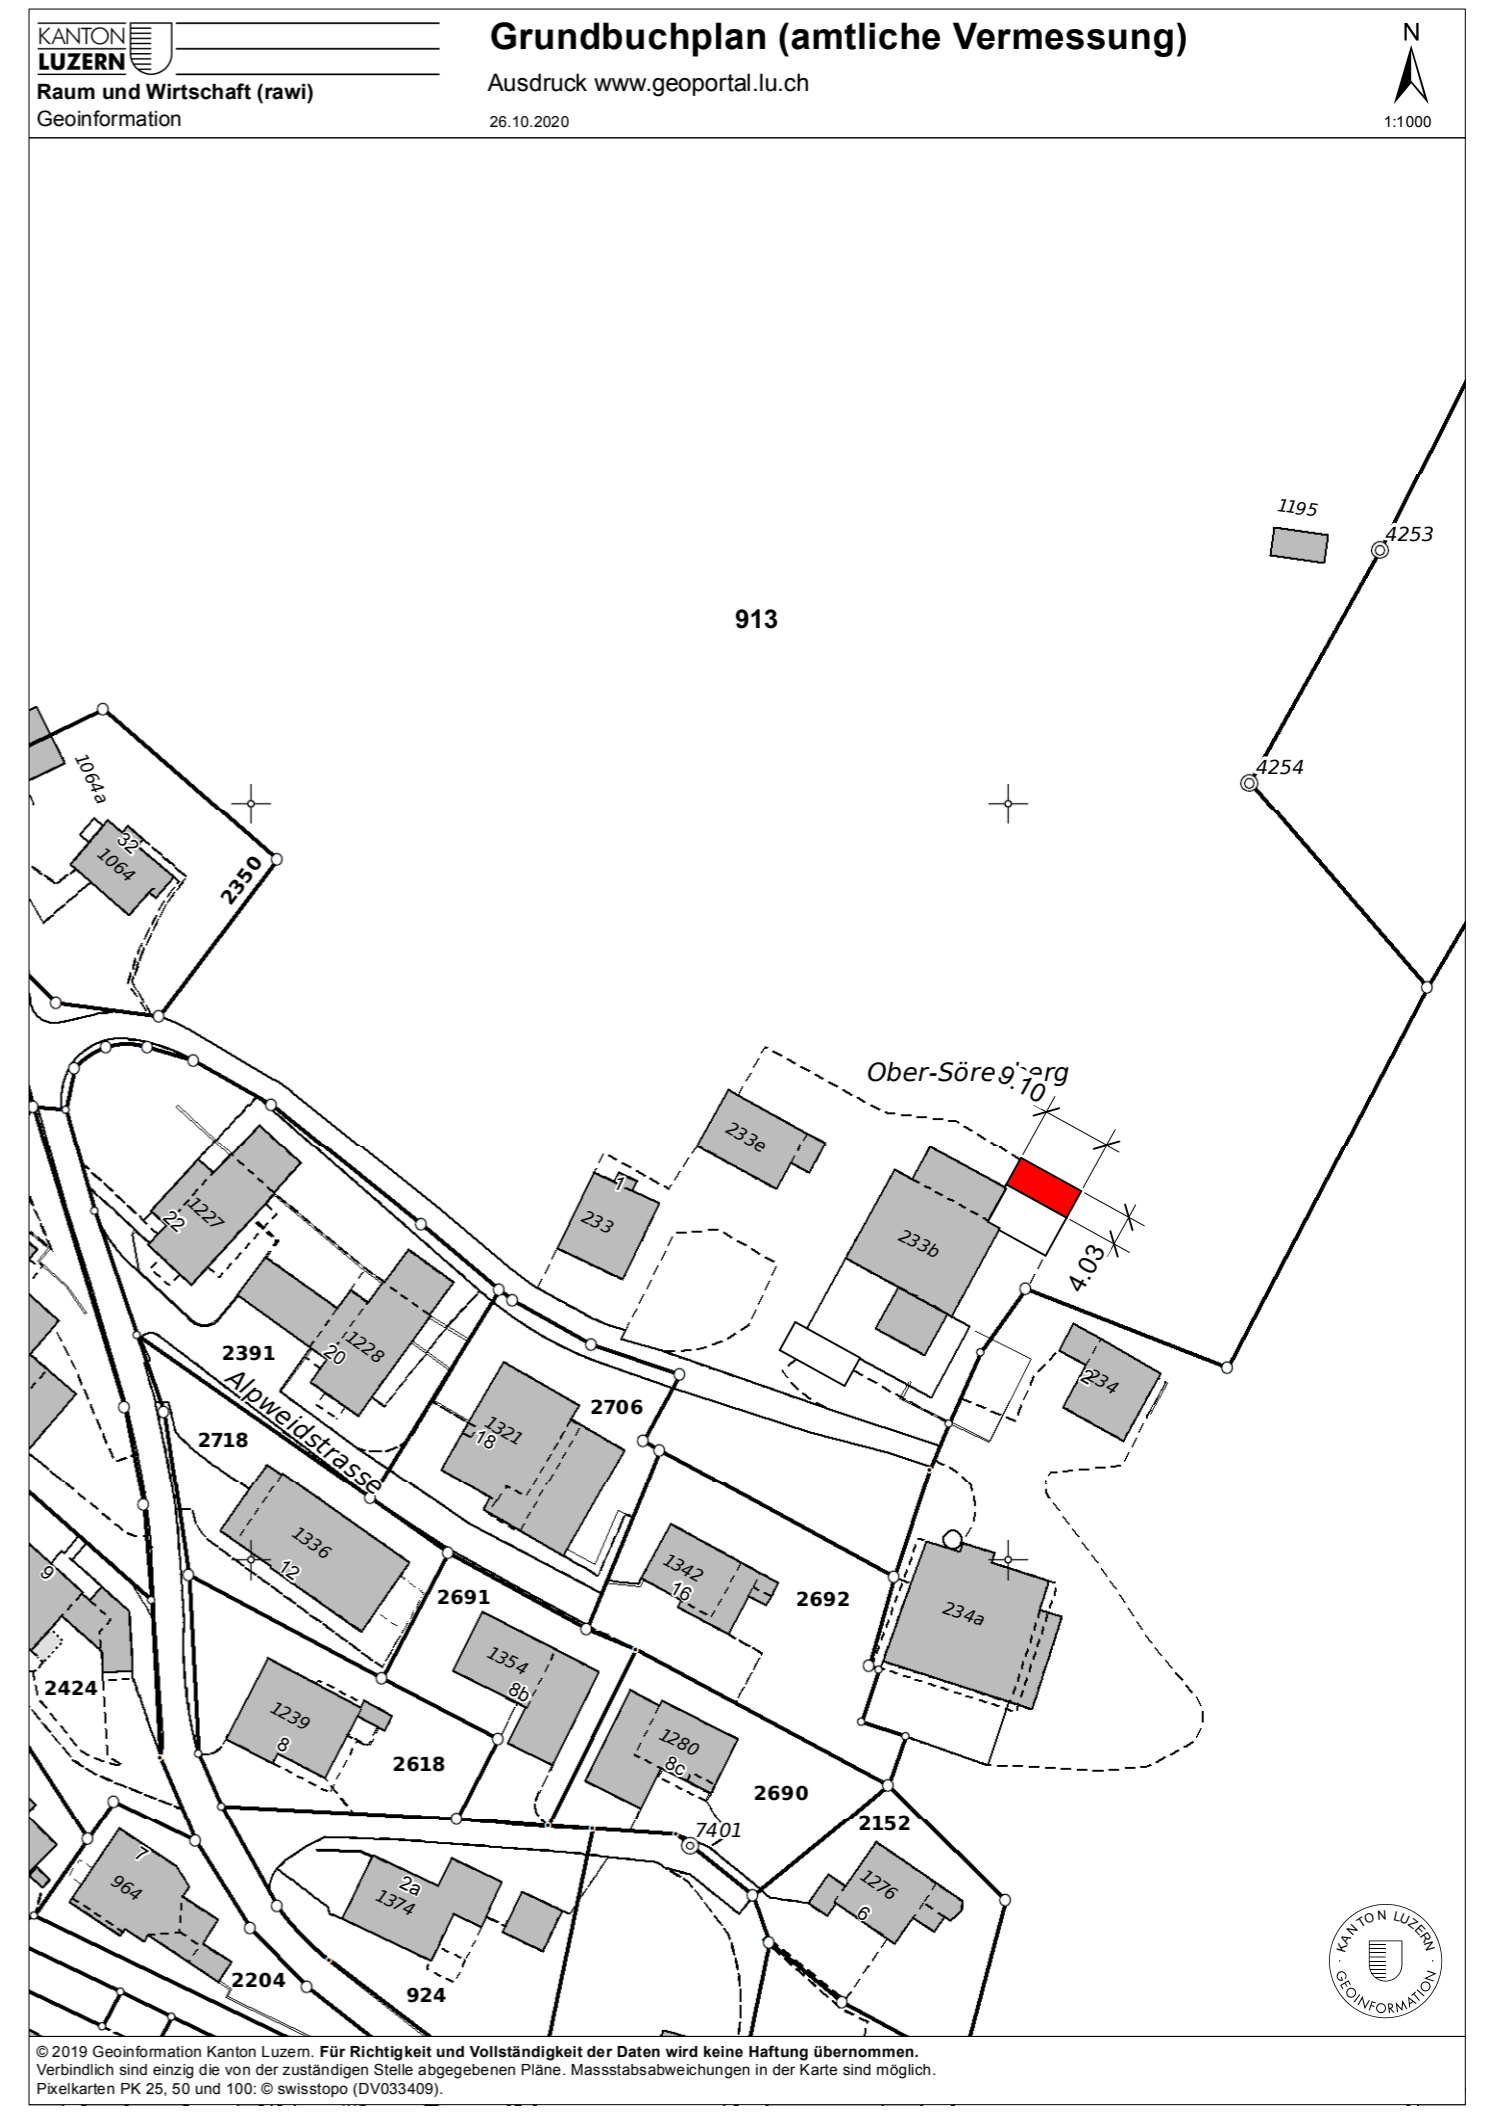 KANTON
LUZERN
Raum und Wirtschaft (rawi)
Geoinformation
Grundbuchplan (amtliche Vermessung)
Ausdruck www.geoportal.lu.ch
26.10.2020
N
1:1000
1195
4253
913
4254
1064a
32
1064
2350
9.10
233e
1
233
233b
4.03
22
1227
20
1228
2391
Alpweidstrasse
2706
1321
18
2718
2
234
1336
12
1342
16
2692
234a
9
2691
1354
8b
2424
1239
8
2618
1280
8c
2690
7401
2152
7
964
2a
1374
1276
6
2204
924
KANTON LUZERN
GEOINFORMATION
© 2019 Geoinformation Kanton Luzern. Für Richtigkeit und Vollständigkeit der Daten wird keine Haftung übernommen.
Verbindlich sind einzig die von der zuständigen Stelle abgegebenen Pläne. Massstabsabweichungen in der Karte sind möglich.
Pixelkarten PK 25, 50 und 100: © swisstopo (DV033409).